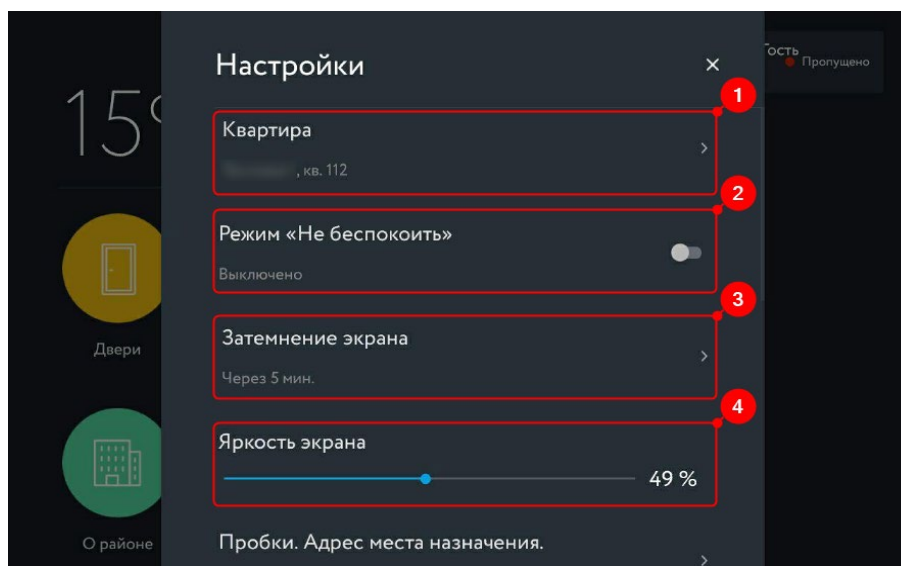 Настройки
15°
Гость
Пропущено
1
Квартира
, кв. 112
2
Режим «Не беспокоить»
Выключено
3
Затемнение экрана
Через 5 мин.
4
Яркость экрана
49 %
Двери
О районе
Пробки. Адрес места назначения.